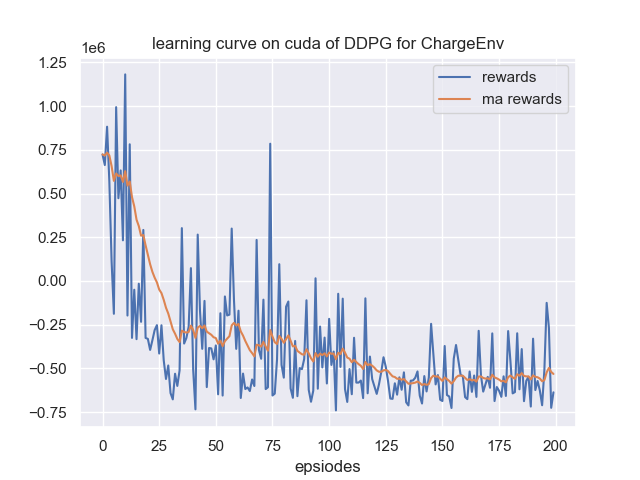 learning curve on cuda of DDPG for ChargeEnv
1e6
1.25
1.00
0.75
0.50
0.25
0.00
−0.25
−0.50
−0.75
rewards
ma rewards
0 25 50 75 100 125 150 175 200
epsiodes